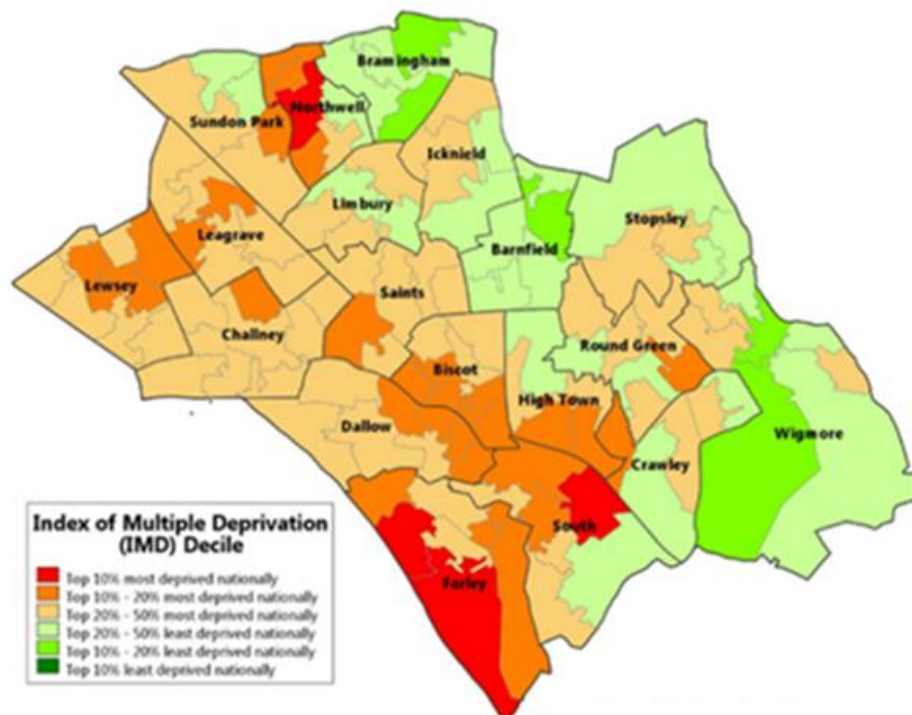 Bramingham
Northwell
Sundon Park
Icknield
Limbury
Stopsley
Leagrave
Barnfield
Lewsey
Saints
Challney
Round Green
Biscot
High Town
Dallow
Wigmore
Crawley
South
Farley
Index of Multiple Deprivation
(IMD) Decile
Top 10% most deprived nationally
Top 10% - 20% most deprived nationally
Top 20% - 50% most deprived nationally
Top 20% - 50% least deprived nationally
Top 10% - 20% least deprived nationally
Top 10% least deprived nationally